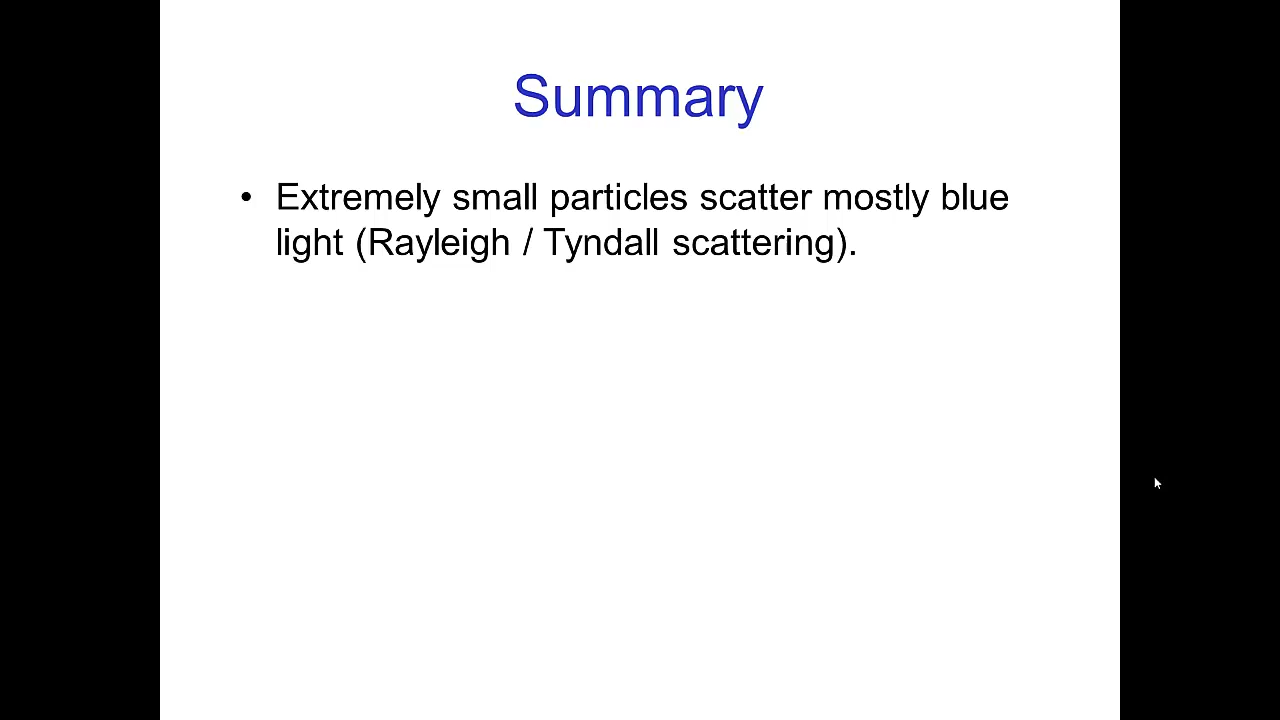 Summary
• Extremely small particles scatter mostly blue
light (Rayleigh / Tyndall scattering).